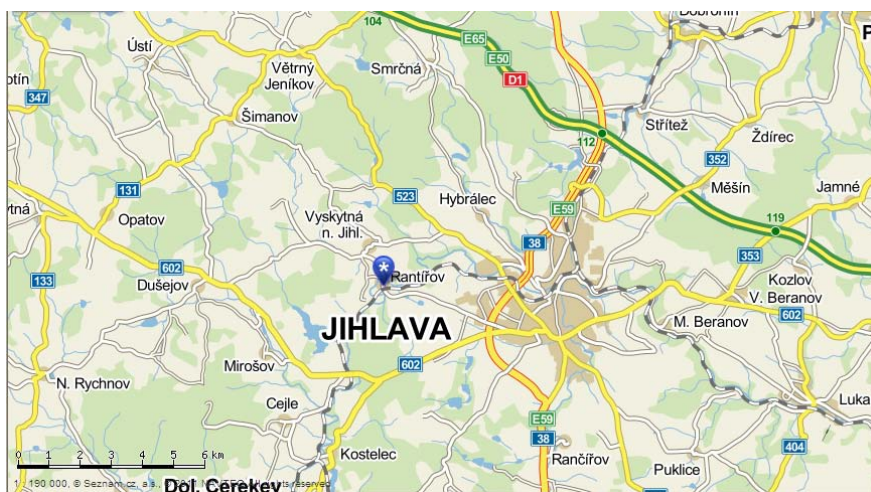 104
E65
Dobronín
Ústí
E50
Větrný
Jeníkov
Smrčná
D1
347
Šimanov
Střítež
Ždírec
112
352
131
523
Hybrálec
Měšín
Jamné
Opatov
Vyskytná
n. Jihl.
E59
119
38
353
602
Rantířov
Kozlov
133
Dušejov
V. Beranov
602
JIHLAVA
M. Beranov
Mirošov
602
N. Rychnov
Cejle
Luka
E59
38
404
0 1 2 3 4 5 6 km
Kostelec
Rančířov
Puklice
1 : 190 000, © Seznam.cz, a.s.,
Dol. Cerekev